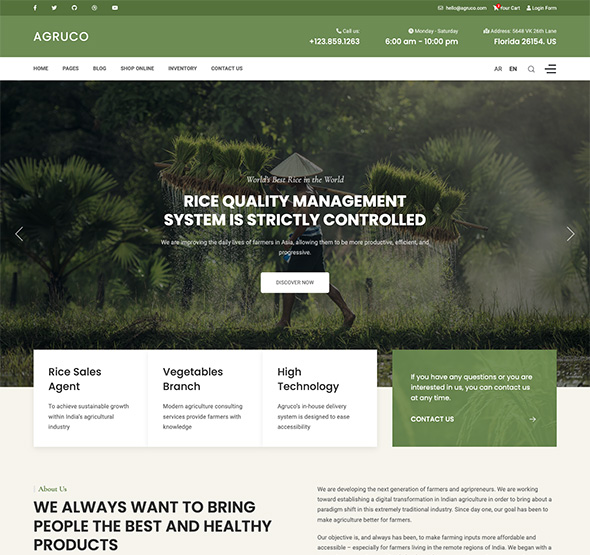 hello@agruco.com Your Cart Login Form
AGRUCO
Call us:
+123.859.1263
Monday - Saturday
6:00 am - 10:00 pm
Address: 5648 VK 26th Lane
Florida 26154. US
HOME PAGES BLOG SHOP ONLINE INVENTORY CONTACT US AR EN
World's Best Rice in the World
RICE QUALITY MANAGEMENT
SYSTEM IS STRICTLY CONTROLLED
We are improving the daily lives of farmers in Asia, allowing them to be more productive, efficient, and
progressive.
DISCOVER NOW
Rice Sales
Agent
To achieve sustainable growth
within India's agricultural
industry
Vegetables
Branch
Modern agriculture consulting
services provide farmers with
knowledge
High
Technology
Agruco's in-house delivery
system is designed to ease
accessibility
If you have any questions or you are
interested in us, you can contact us
at any time.
CONTACT US
About Us
WE ALWAYS WANT TO BRING
PEOPLE THE BEST AND HEALTHY
PRODUCTS
We are developing the next generation of farmers and agripreneurs. We are working
toward establishing a digital transformation in Indian agriculture in order to bring about a
paradigm shift in this extremely traditional industry. Since day one, our goal has been to
make agriculture better for farmers.
Our objective is, and always has been, to make farming inputs more affordable and
accessible – especially for farmers living in the remote regions of India. We began with a